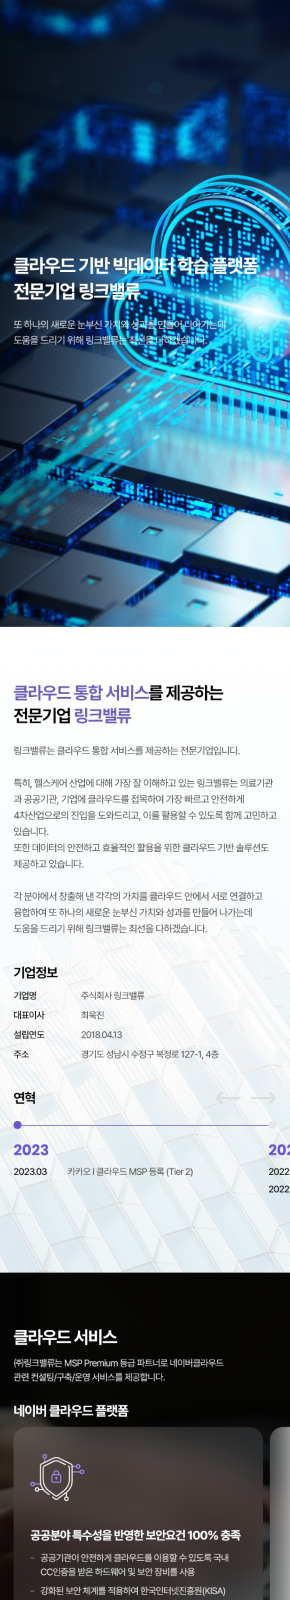 클라우드 기반 빅데이터 학습 플랫폼
전문기업 링크밸류
또 하나의 새로운 눈부신 가치와 성과를 만들어 나아가는데
도움을 드리기 위해 링크밸류는 최선을 다하겠습니다.
클라우드 통합 서비스를 제공하는
전문기업 링크밸류
링크밸류는 클라우드 통합 서비스를 제공하는 전문기업입니다.
특히, 헬스케어 산업에 대해 가장 잘 이해하고 있는 링크밸류는 의료기관
과 공공기관, 기업에 클라우드를 접목하여 가장 빠르고 안전하게
4차산업으로의 진입을 도와드리고, 이를 활용할 수 있도록 함께 고민하고
있습니다.
또한 데이터의 안전하고 효율적인 활용을 위한 클라우드 기반 솔루션도
제공하고 있습니다.
각 분야에서 창출해 낸 각각의 가치를 클라우드 안에서 서로 연결하고
융합하여 또 하나의 새로운 눈부신 가치와 성과를 만들어 나가는데
도움을 드리기 위해 링크밸류는 최선을 다하겠습니다.
기업정보
기업명 주식회사 링크밸류
대표이사 최욱진
설립연도 2018.04.13
주소 경기도 성남시 수정구 복정로 127-1, 4층
연혁
2023 202
2023.03 카카오 i 클라우드 MSP 등록 (Tier 2) 2022
2022
클라우드 서비스
㈜링크밸류는 MSP Premium 등급 파트너로 네이버클라우드
관련 컨설팅/구축/운영 서비스를 제공합니다.
네이버 클라우드 플랫폼
공공분야 특수성을 반영한 보안요건 100% 충족
– 공공기관이 안전하게 클라우드를 이용할 수 있도록 국내
CC인증을 받은 하드웨어 및 보안 장비를 사용
– 강화된 보안 체계를 적용하여 한국인터넷진흥원(KISA)